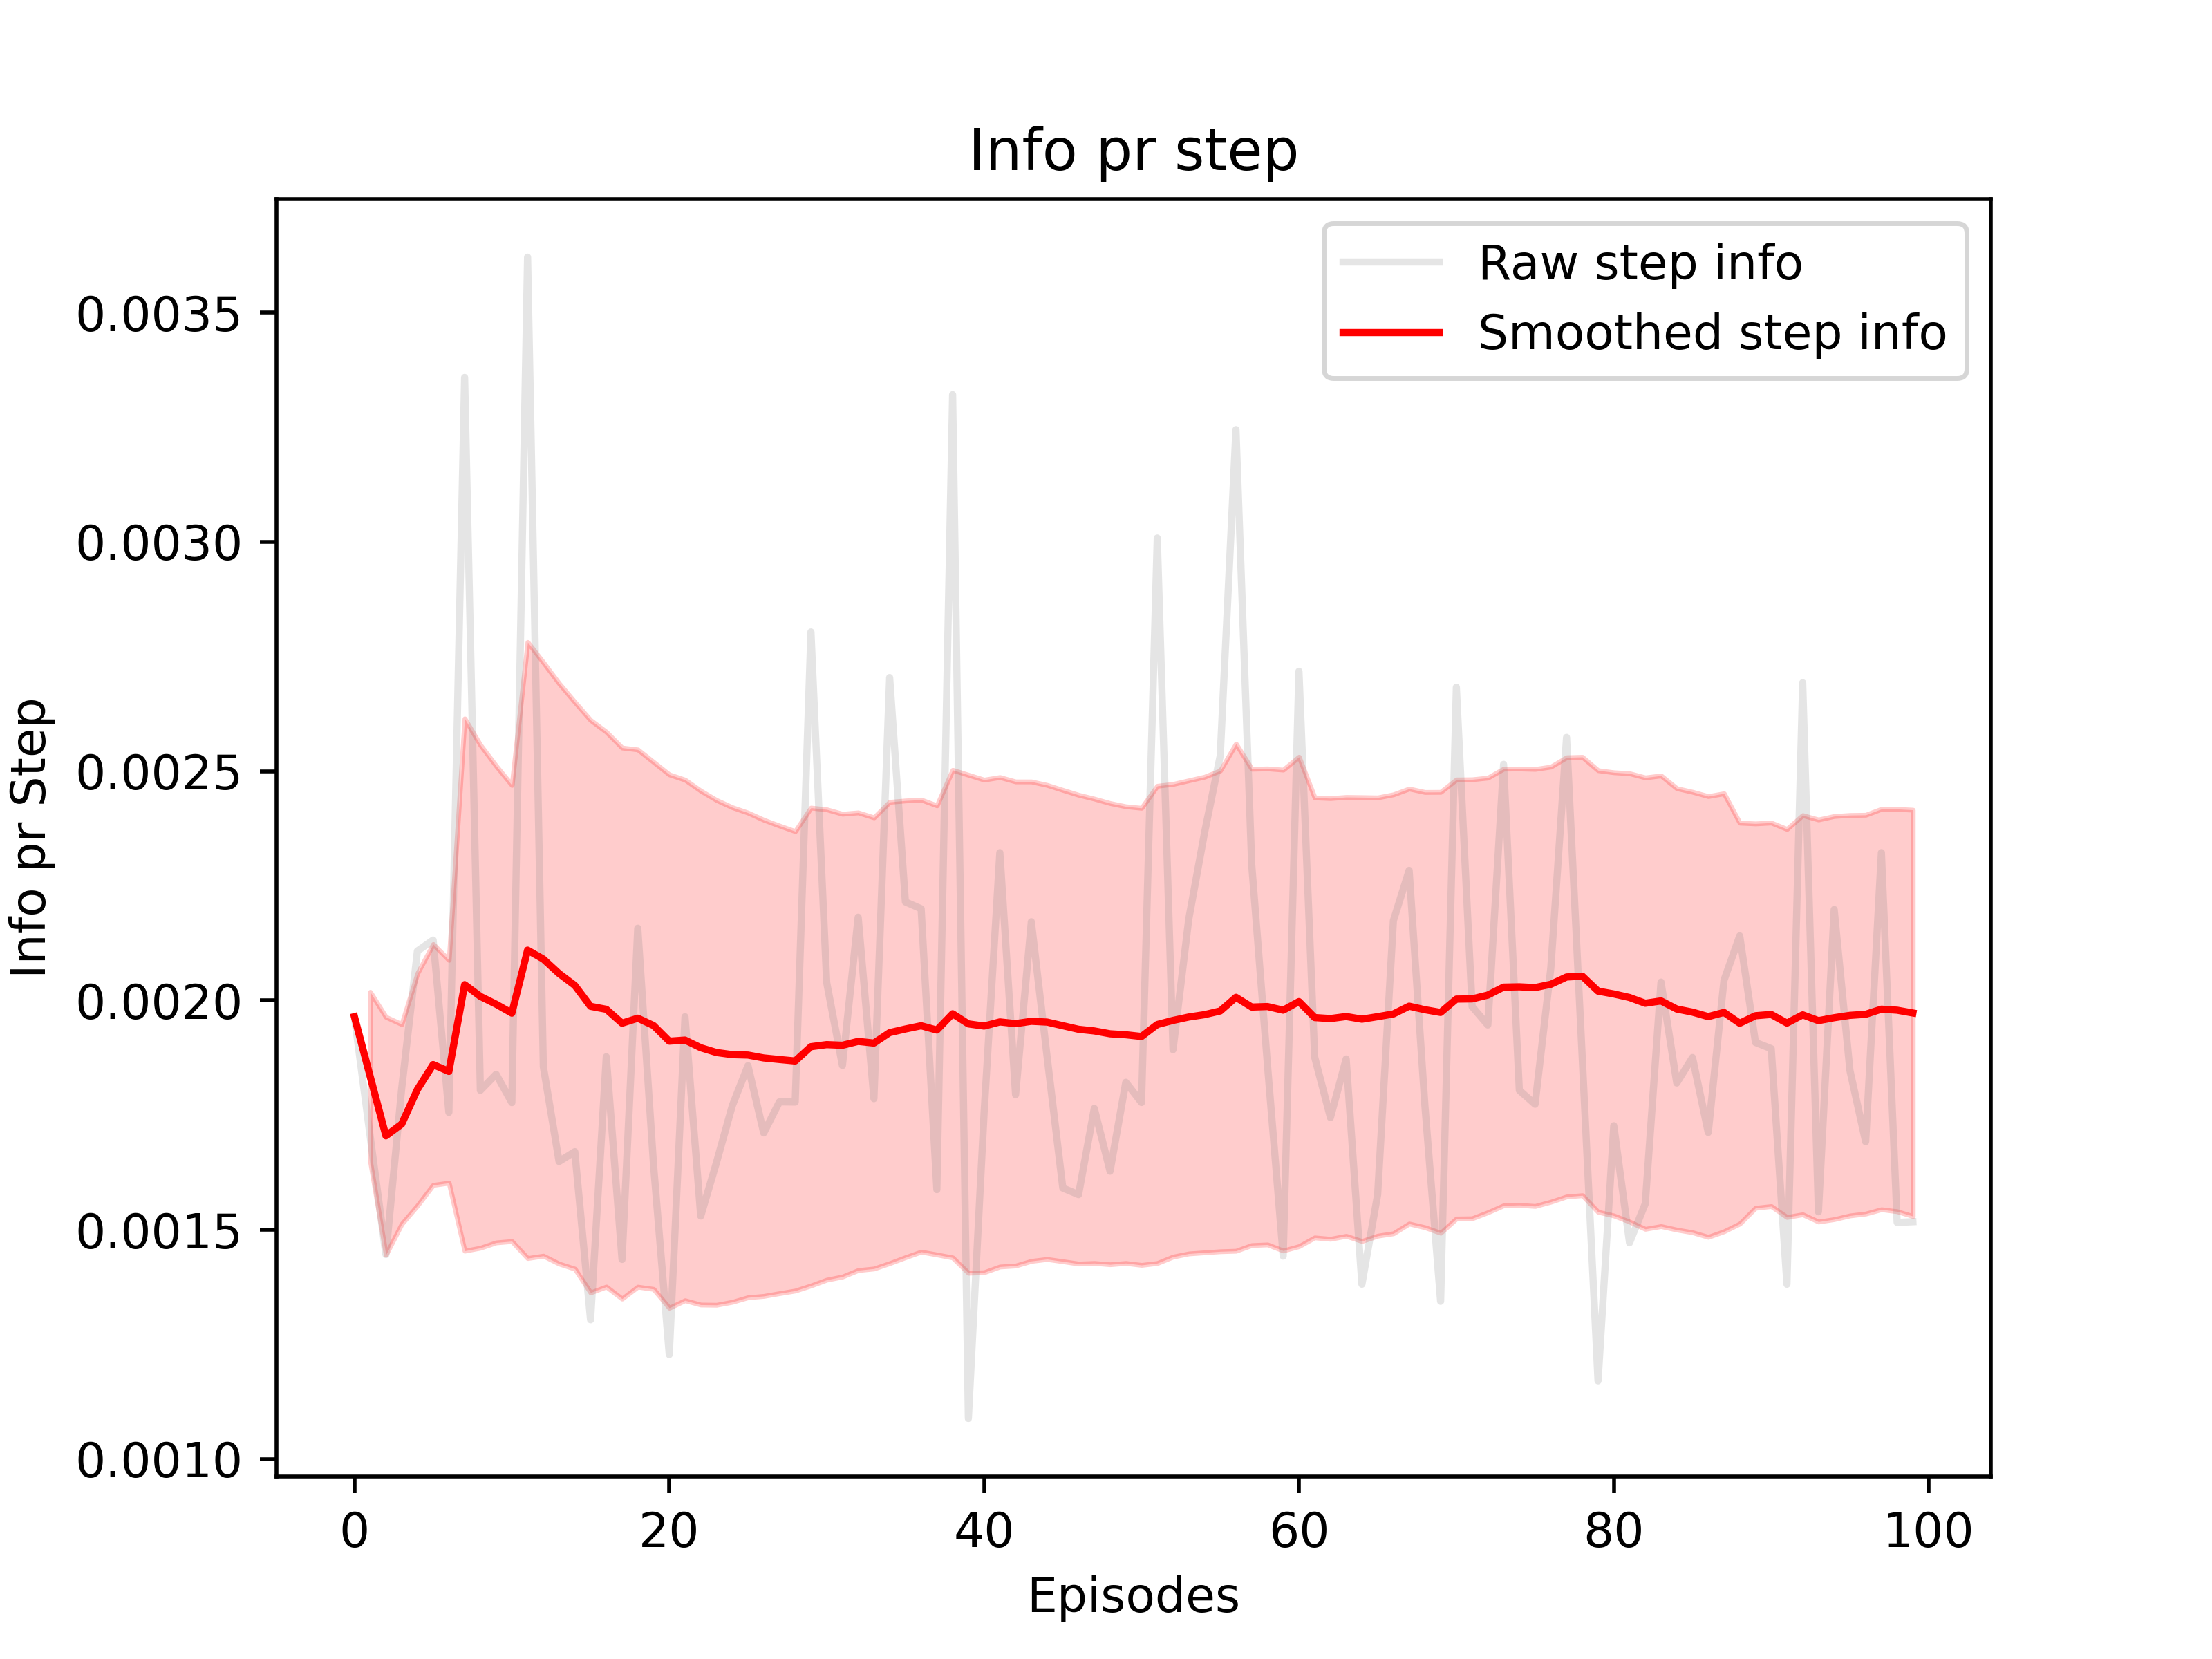 Info pr step
Raw step info
Smoothed step info
0.0035
0.0030
0.0025
0.0020
0.0015
0.0010
Info pr Step
0 20 40 60 80 100
Episodes